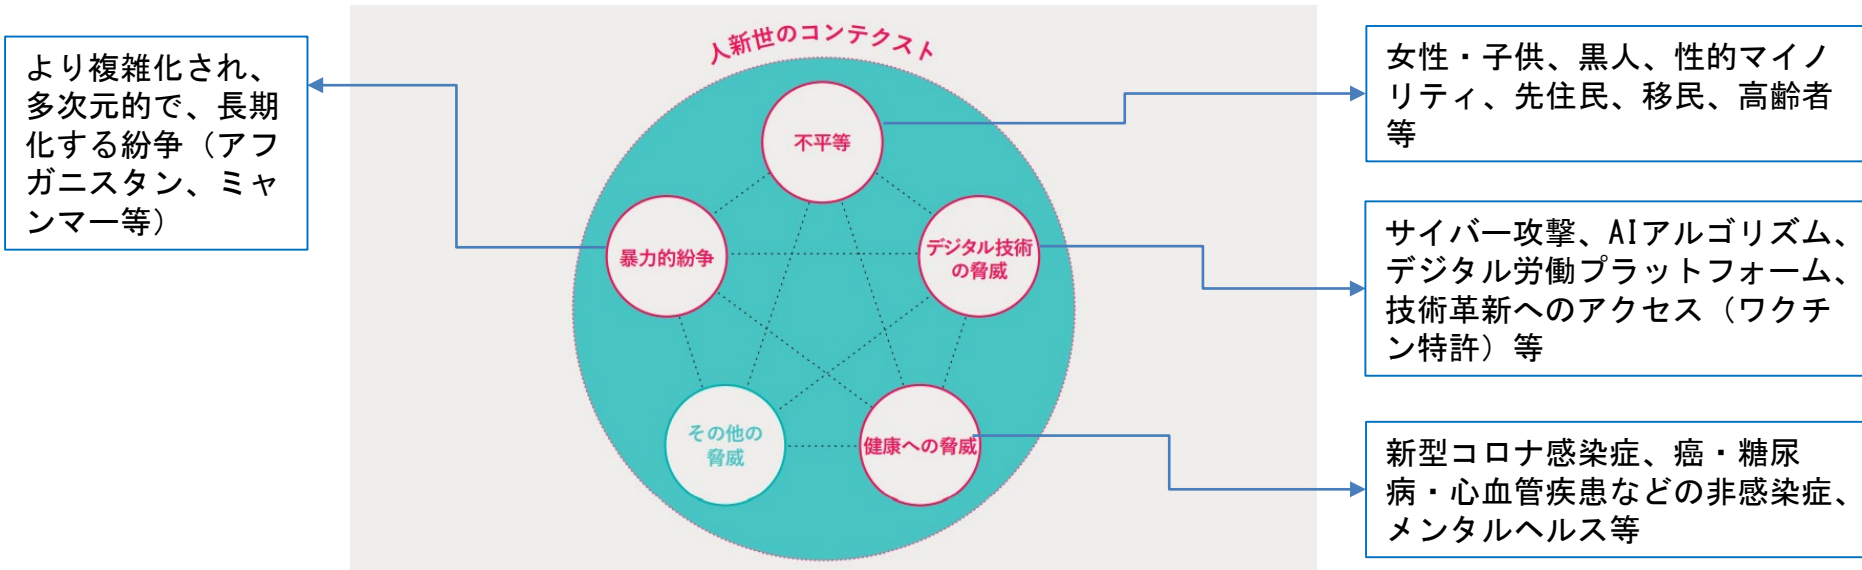 人新世のコンテクスト
より複雑化され、
多次元的で、長期
化する紛争（アフ
ガニスタン、ミャ
ンマー等）
不平等
暴力的紛争
デジタル技術
の脅威
その他の
脅威
健康への脅威
女性・子供、黒人、性的マイノ
リティ、先住民、移民、高齢者
等
サイバー攻撃、AIアルゴリズム、
デジタル労働プラットフォーム、
技術革新へのアクセス（ワクチ
ン特許）等
新型コロナ感染症、癌・糖尿
病・心血管疾患などの非感染症、
メンタルヘルス等